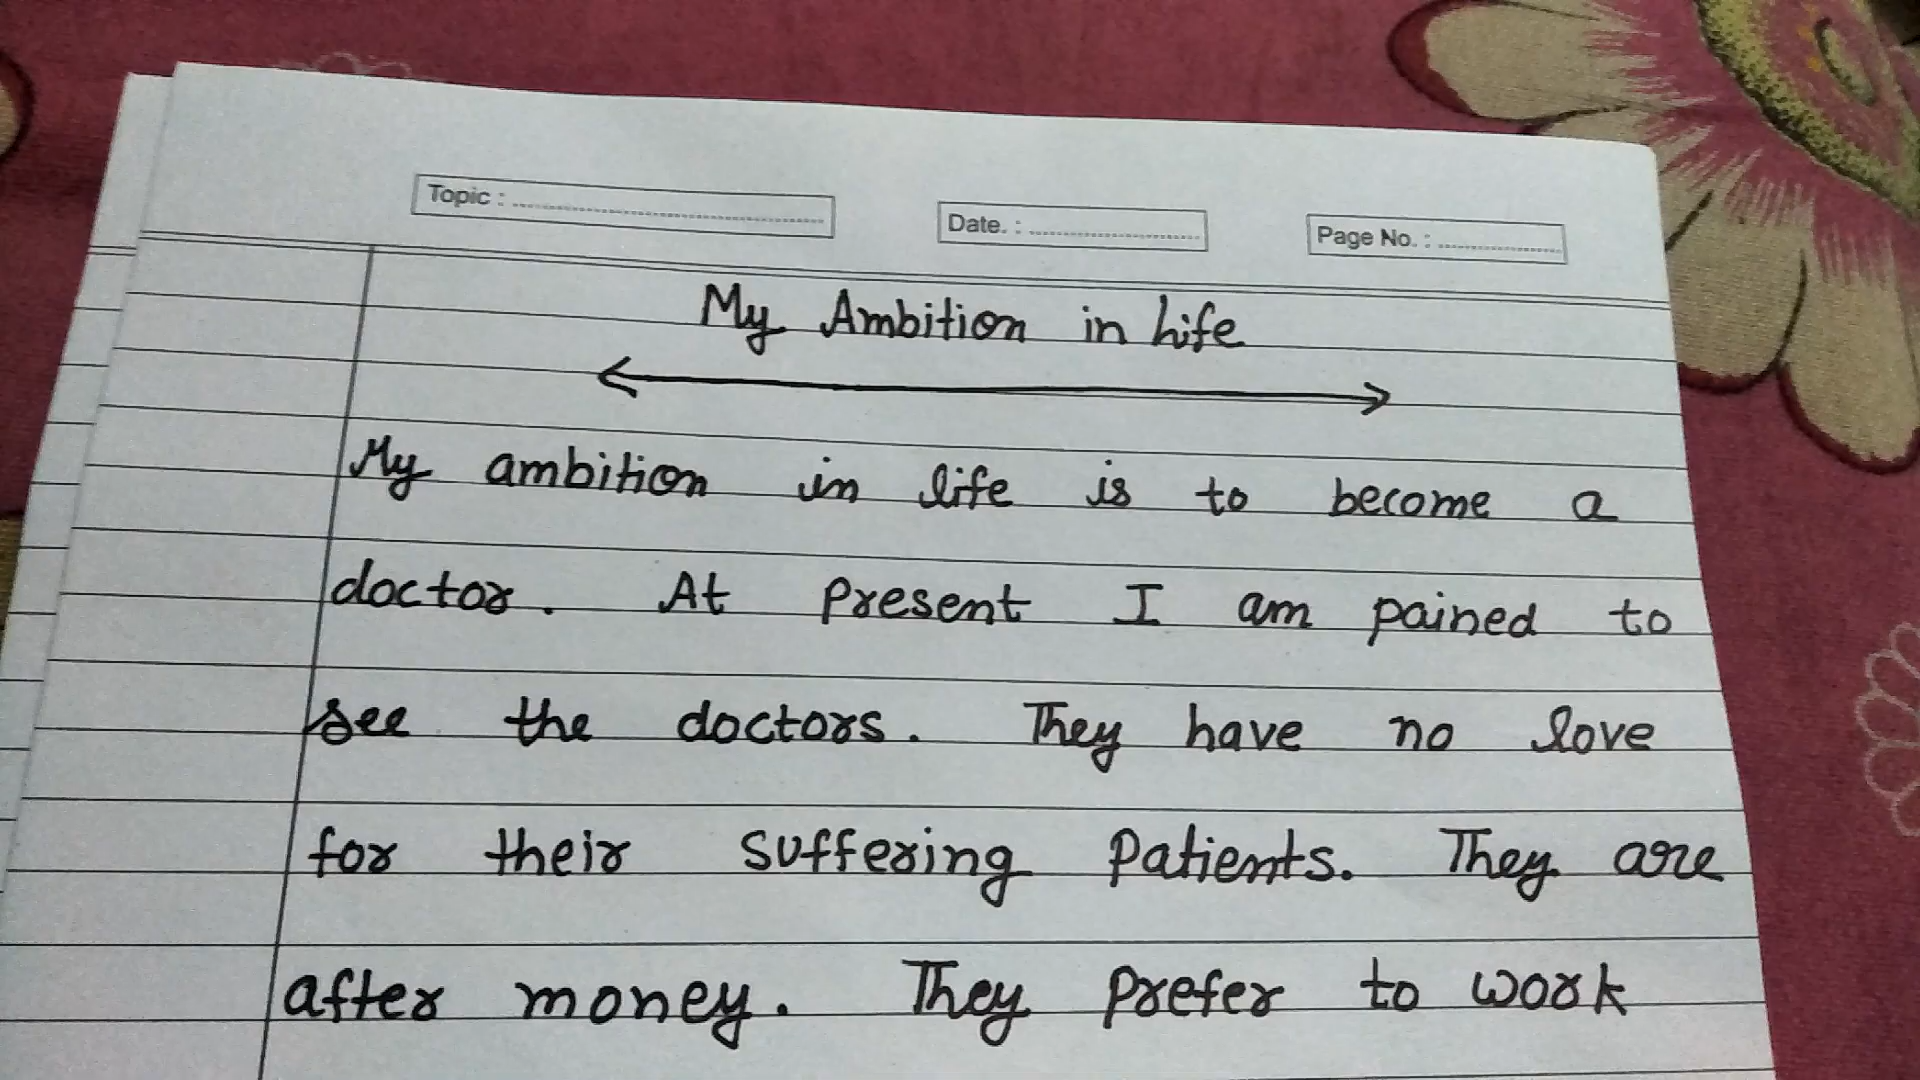 Topic :
Date. :
Page No. :
My Ambition in Life
My ambition in life is to become a
doctor. At Present I am pained to
see the doctors. They have no love
for their suffering Patients. They are
after money. They Prefer to work